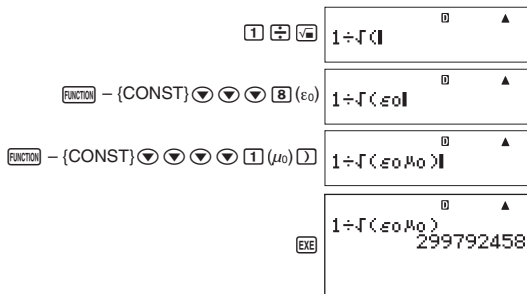 1 ÷ √■ 1÷√(
D ▲
FUNCTION – {CONST} ▼ ▼ ▼ 8 (ε0) 1÷√(ε0
D ▲
FUNCTION – {CONST} ▼ ▼ ▼ ▼ 1 (μ0) ) 1÷√(ε0μ0)
D ▲
1÷√(ε0μ0)
EXE 299792458
D ▲